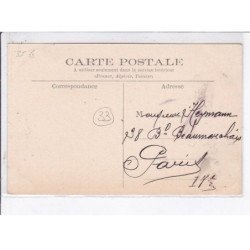 CARTE POSTALE
A utiliser seulement dans le service intérieur
(France, Algérie, Tunisie)
Correspondance
Adresse
33
Monsieur Heymann
28 Bd Beaumarchais
Paris